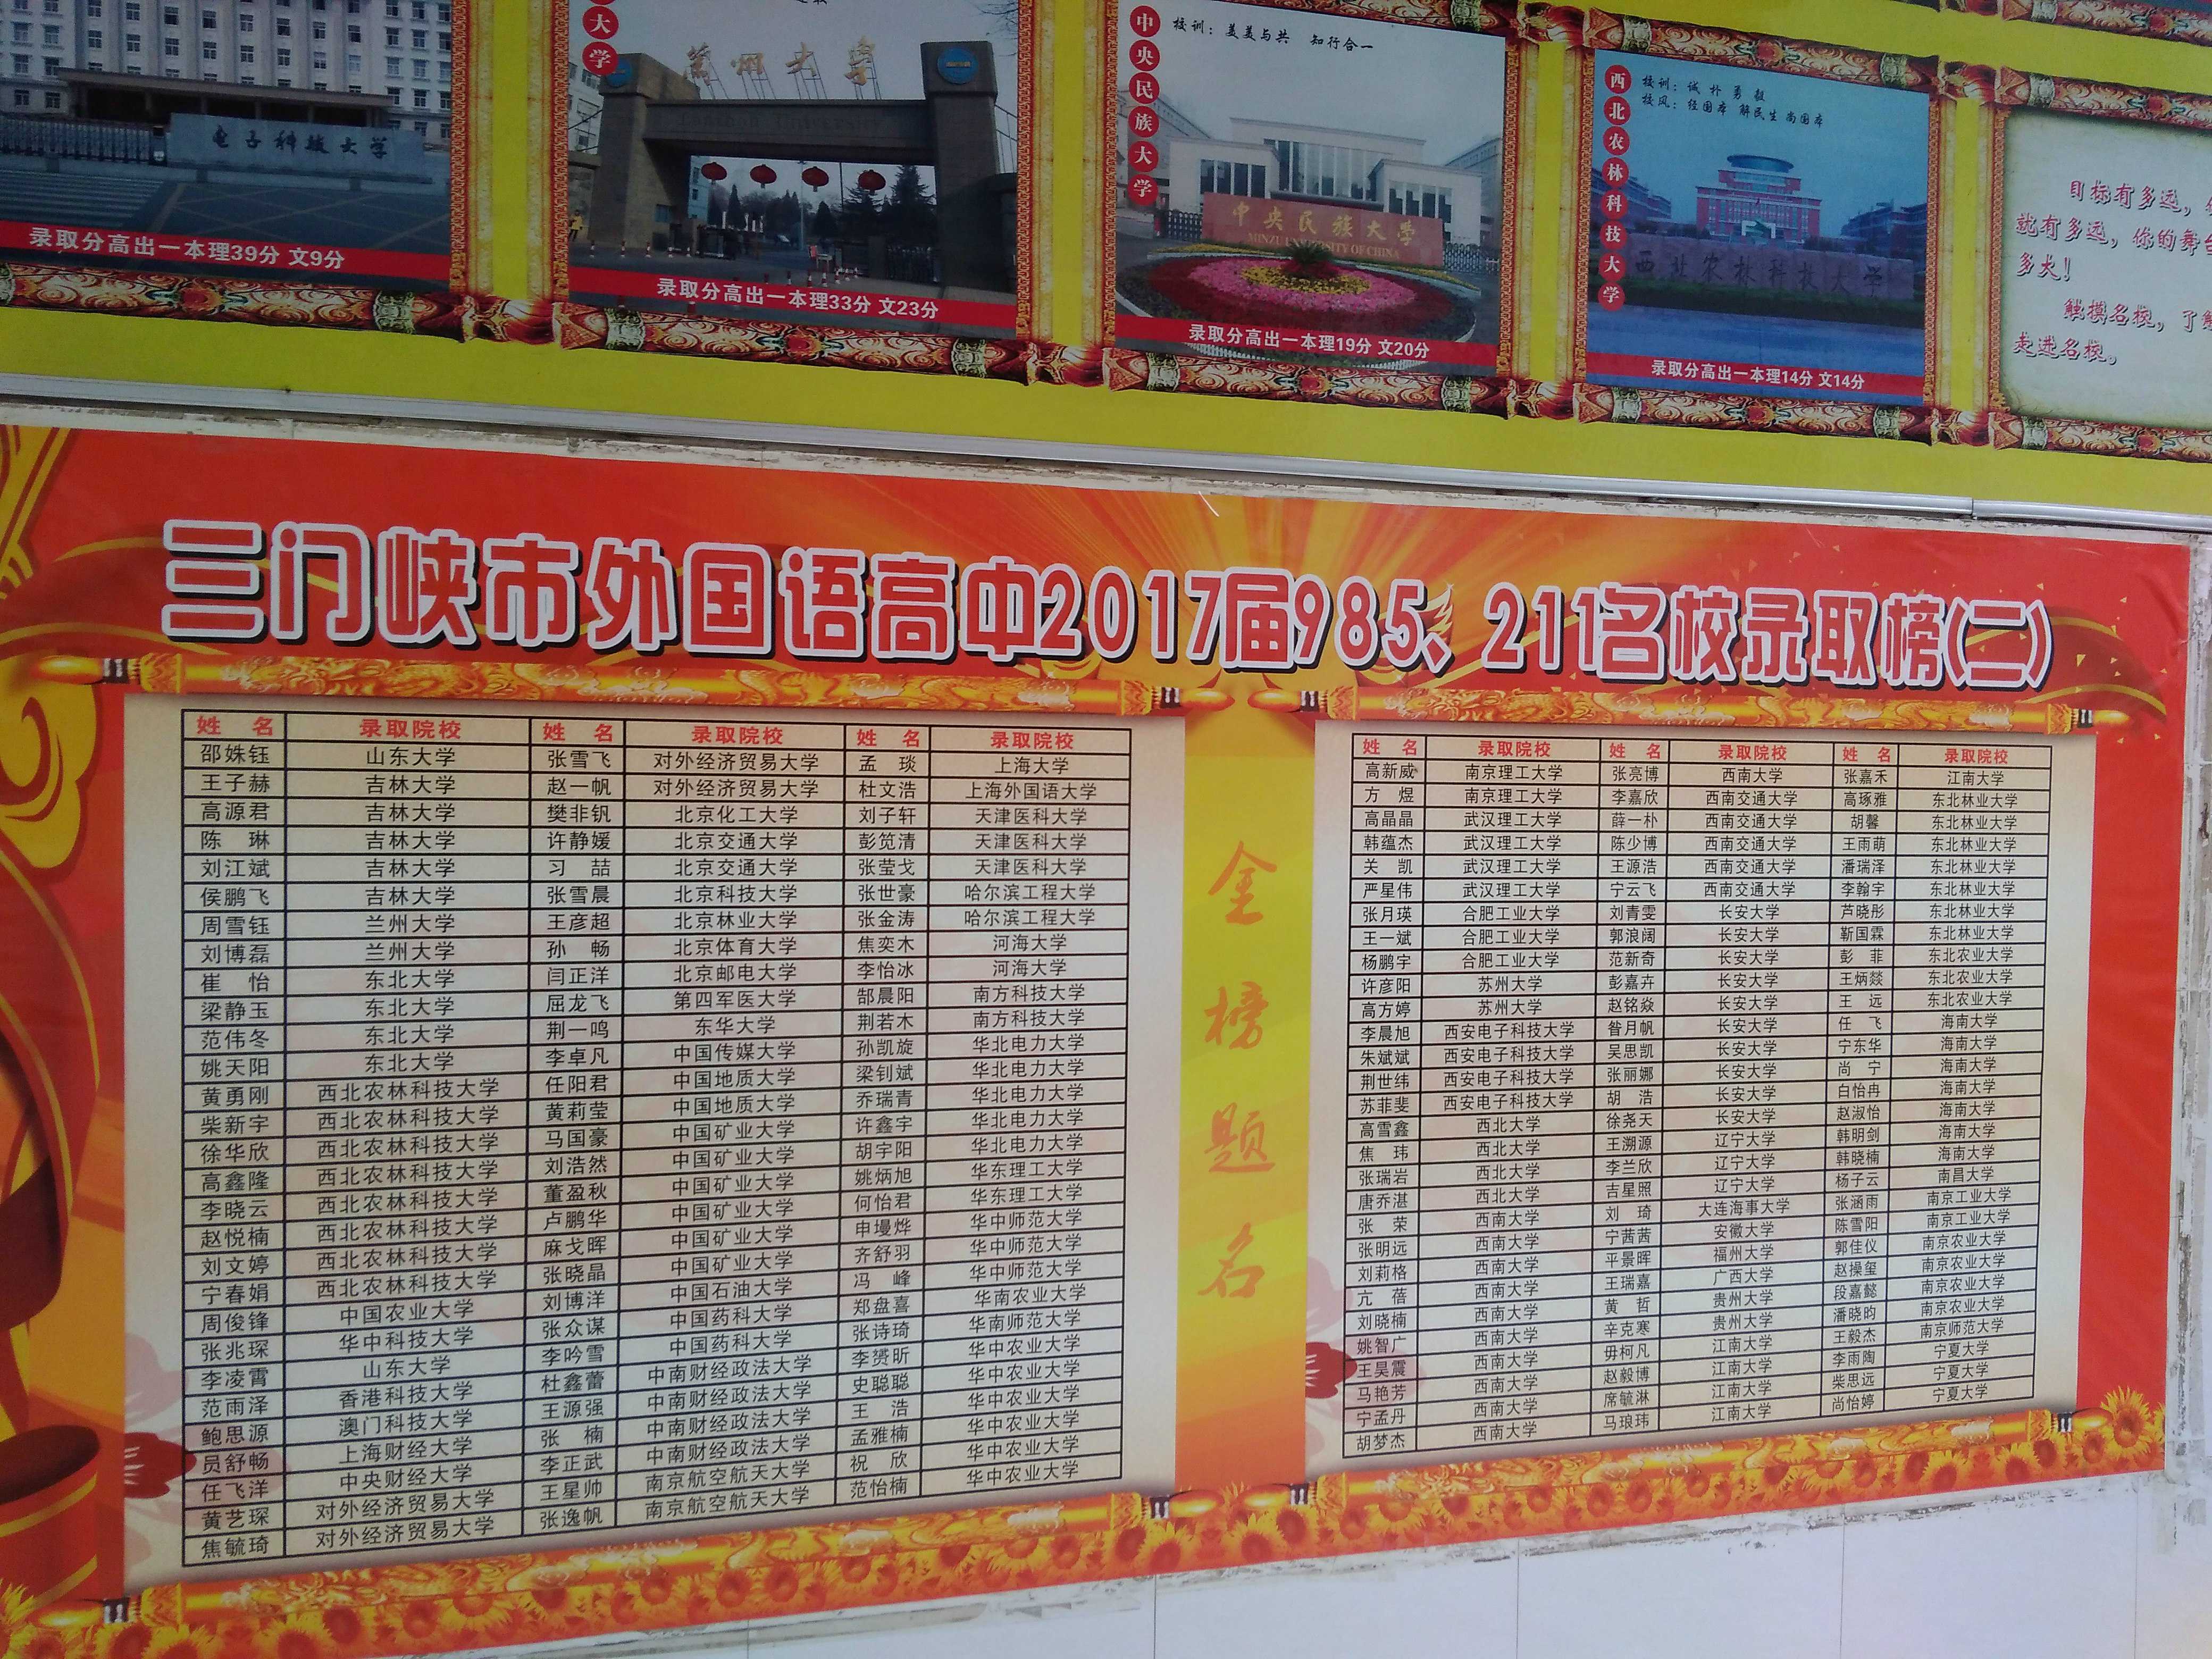 大学
兰州大学
电子科技大学
录取分高出一本理39分 文9分
录取分高出一本理33分 文23分
中央民族大学
校训：美美与共 知行合一
中央民族大学
MINZU UNIVERSITY OF CHINA
录取分高出一本理19分 文20分
西北农林科技大学
校训：诚 朴 勇 毅
校风：经国本 解民生 尚国库
西北农林科技大学
录取分高出一本理14分 文14分
目标有多远，
就有多远，你的舞台
多大！
触摸名校，了解
走进名校。
三门峡市外国语高中2017届985、211名校录取榜(二)
姓 名 录取院校 姓 名 录取院校 姓 名 录取院校
邵姝钰 山东大学 张雪飞 对外经济贸易大学 孟 琰 上海大学
王子赫 吉林大学 赵一帆 对外经济贸易大学 杜文浩 上海外国语大学
高源君 吉林大学 樊非钒 北京化工大学 刘子轩 天津医科大学
陈 琳 吉林大学 许静媛 北京交通大学 彭笕清 天津医科大学
刘江斌 吉林大学 习 喆 北京交通大学 张莹戈 天津医科大学
侯鹏飞 吉林大学 张雪晨 北京科技大学 张世豪 哈尔滨工程大学
周雪钰 兰州大学 王彦超 北京林业大学 张金涛 哈尔滨工程大学
刘博磊 兰州大学 孙 畅 北京体育大学 焦奕木 河海大学
崔 怡 东北大学 闫正洋 北京邮电大学 李怡冰 河海大学
梁静玉 东北大学 屈龙飞 第四军医大学 郜晨阳 南方科技大学
范伟冬 东北大学 荆一鸣 东华大学 荆若木 南方科技大学
姚天阳 东北大学 李卓凡 中国传媒大学 孙凯旋 华北电力大学
黄勇刚 西北农林科技大学 任阳君 中国地质大学 梁钊斌 华北电力大学
柴新宇 西北农林科技大学 黄莉莹 中国地质大学 乔瑞青 华北电力大学
徐华欣 西北农林科技大学 马国豪 中国矿业大学 许鑫宇 华北电力大学
高鑫隆 西北农林科技大学 刘浩然 中国矿业大学 胡宇阳 华北电力大学
李晓云 西北农林科技大学 董盈秋 中国矿业大学 姚炳旭 华东理工大学
赵悦楠 西北农林科技大学 卢鹏华 中国矿业大学 何怡君 华东理工大学
刘文婷 西北农林科技大学 麻戈晖 中国矿业大学 申墁烨 华中师范大学
宁春娟 西北农林科技大学 张晓晶 中国矿业大学 齐舒羽 华中师范大学
周俊锋 中国农业大学 刘博洋 中国石油大学 冯 峰 华中师范大学
张兆琛 华中科技大学 张众谋 中国药科大学 郑盘喜 华南农业大学
李凌霄 山东大学 李吟雪 中国药科大学 张诗琦 华南师范大学
范雨泽 香港科技大学 杜鑫蕾 中南财经政法大学 李赟昕 华中农业大学
鲍思源 澳门科技大学 王源强 中南财经政法大学 史聪聪 华中农业大学
员舒畅 上海财经大学 张 楠 中南财经政法大学 王 浩 华中农业大学
任飞洋 中央财经大学 李正武 中南财经政法大学 孟雅楠 华中农业大学
黄艺琛 对外经济贸易大学 王星帅 南京航空航天大学 祝 欣 华中农业大学
焦毓琦 对外经济贸易大学 张逸帆 南京航空航天大学 范怡楠 华中农业大学
金榜题名
姓 名 录取院校 姓 名 录取院校 姓 名 录取院校
高新威 南京理工大学 张亮博 西南大学 张嘉禾 江南大学
方 煜 南京理工大学 李嘉欣 西南交通大学 高琢雅 东北林业大学
高晶晶 武汉理工大学 薛一朴 西南交通大学 胡馨 东北林业大学
韩蕴杰 武汉理工大学 陈少博 西南交通大学 王雨萌 东北林业大学
关 凯 武汉理工大学 王源浩 西南交通大学 潘瑞泽 东北林业大学
严星伟 武汉理工大学 宁云飞 西南交通大学 李翰宇 东北林业大学
张月瑛 合肥工业大学 刘青雯 长安大学 芦晓彤 东北林业大学
王一斌 合肥工业大学 郭浪阔 长安大学 靳国霖 东北林业大学
杨鹏宇 合肥工业大学 范新奇 长安大学 彭 菲 东北农业大学
许彦阳 苏州大学 彭嘉卉 长安大学 王炳燚 东北农业大学
高方婷 苏州大学 赵铭焱 长安大学 王 远 东北农业大学
李晨旭 西安电子科技大学 昝月帆 长安大学 任 飞 海南大学
朱斌斌 西安电子科技大学 吴思凯 长安大学 宁东华 海南大学
荆世纬 西安电子科技大学 张丽娜 长安大学 尚 宁 海南大学
苏菲斐 西安电子科技大学 胡 浩 长安大学 白怡冉 海南大学
高雪鑫 西北大学 徐尧天 长安大学 赵淑怡 海南大学
焦 玮 西北大学 王溯源 辽宁大学 韩明剑 海南大学
张瑞岩 西北大学 李兰欣 辽宁大学 韩晓楠 海南大学
唐乔湛 西北大学 吉星照 辽宁大学 杨子云 南昌大学
张 荣 西南大学 刘 琦 大连海事大学 张涵雨 南京工业大学
张明远 西南大学 宁茜茜 安徽大学 陈雪阳 南京工业大学
刘莉格 西南大学 平景晖 福州大学 郭佳仪 南京农业大学
亢 蓓 西南大学 王瑞嘉 广西大学 赵操玺 南京农业大学
刘晓楠 西南大学 黄 哲 贵州大学 段嘉懿 南京农业大学
姚智广 西南大学 辛克寒 贵州大学 潘晓昀 南京农业大学
王昊震 西南大学 毋柯凡 江南大学 王毅杰 南京师范大学
马艳芳 西南大学 赵毅博 江南大学 李雨陶 宁夏大学
宁孟丹 西南大学 席毓淋 江南大学 柴思远 宁夏大学
胡梦杰 西南大学 马琅玮 江南大学 尚怡婷 宁夏大学